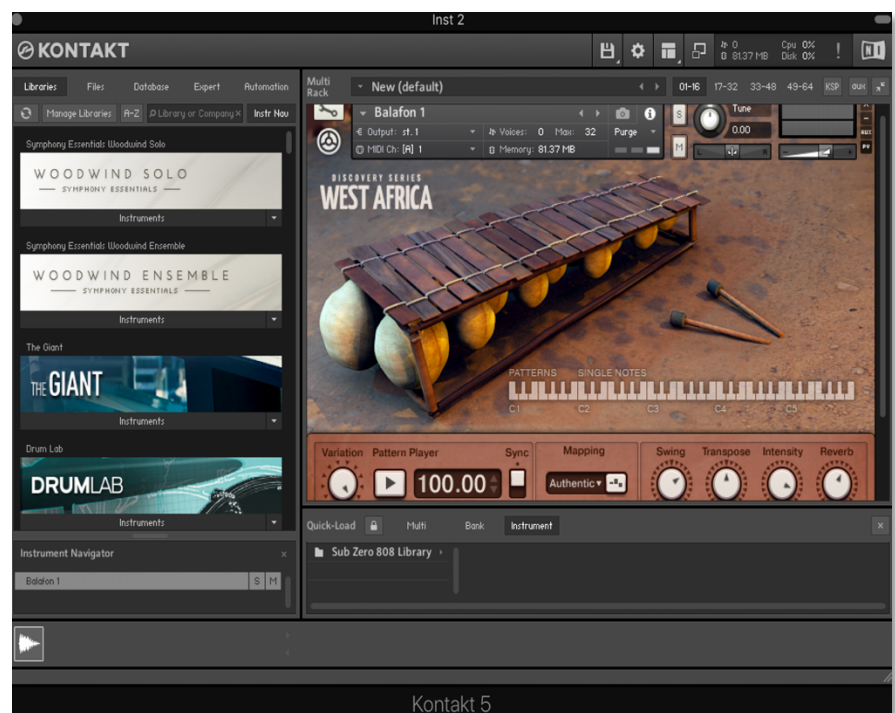 Inst 2
KONTAKT
0
0 81.37 MB
Cpu 0%
Disk 0%
!
NI
Libraries Files Database Expert Automation
Manage Libraries A-Z Library or Company × Instr Nav
Symphony Essentials Woodwind Solo
WOODWIND SOLO
SYMPHONY ESSENTIALS
Instruments
Symphony Essentials Woodwind Ensemble
WOODWIND ENSEMBLE
SYMPHONY ESSENTIALS
Instruments
The Giant
THE GIANT
Instruments
Drum Lab
DRUMLAB
Instruments
Instrument Navigator ×
Balafon 1 S M
Multi
Rack
New (default) 01-16 17-32 33-48 49-64 KSP aux
Balafon 1
Output: st.1 Voices: 0 Max: 32 Purge
MIDI Ch: [A] 1 Memory: 81.37 MB
S
M
Tune
0.00
L R
- +
AUX
PV
DISCOVERY SERIES
WEST AFRICA
PATTERNS SINGLE NOTES
C1 C2 C3 C4 C5
Variation Pattern Player Sync Mapping Swing Transpose Intensity Reverb
100.00 Authentic
Quick-Load Multi Bank Instrument ×
Sub Zero 808 Library
Kontakt 5